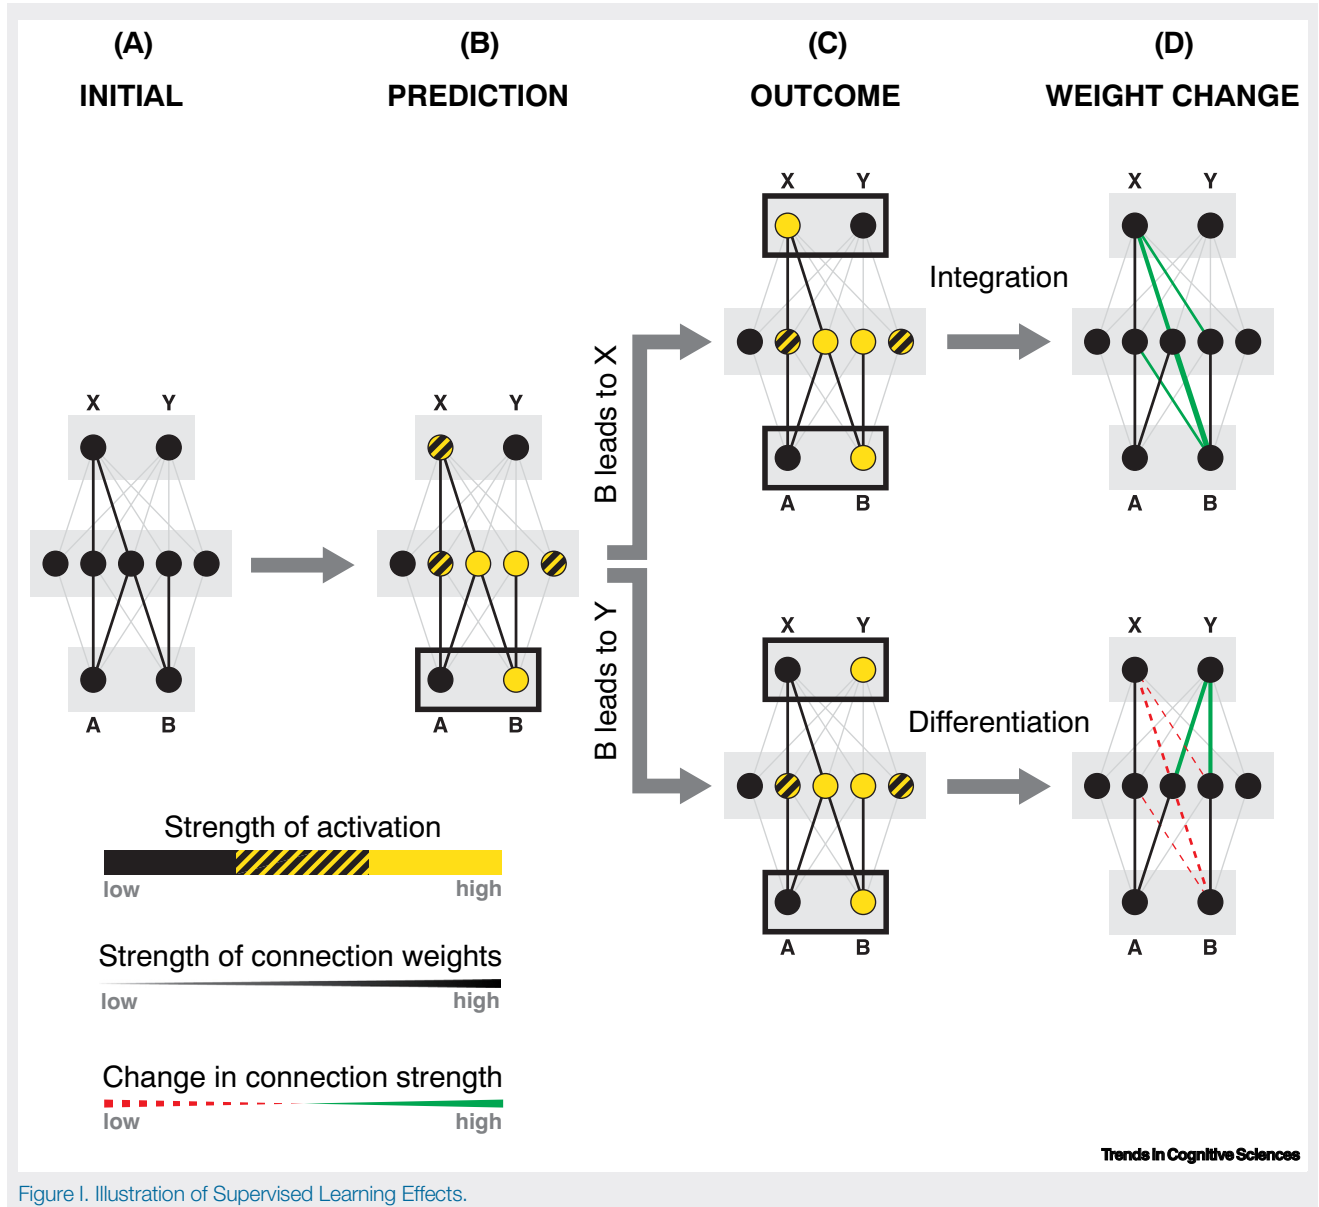 (A)
INITIAL
(B)
PREDICTION
(C)
OUTCOME
(D)
WEIGHT CHANGE
X Y
A B
X Y
A B
B leads to X
B leads to Y
X Y
A B
Integration
X Y
A B
X Y
A B
Differentiation
X Y
A B
Strength of activation
low high
Strength of connection weights
low high
Change in connection strength
low high
Trends in Cognitive Sciences
Figure I. Illustration of Supervised Learning Effects.